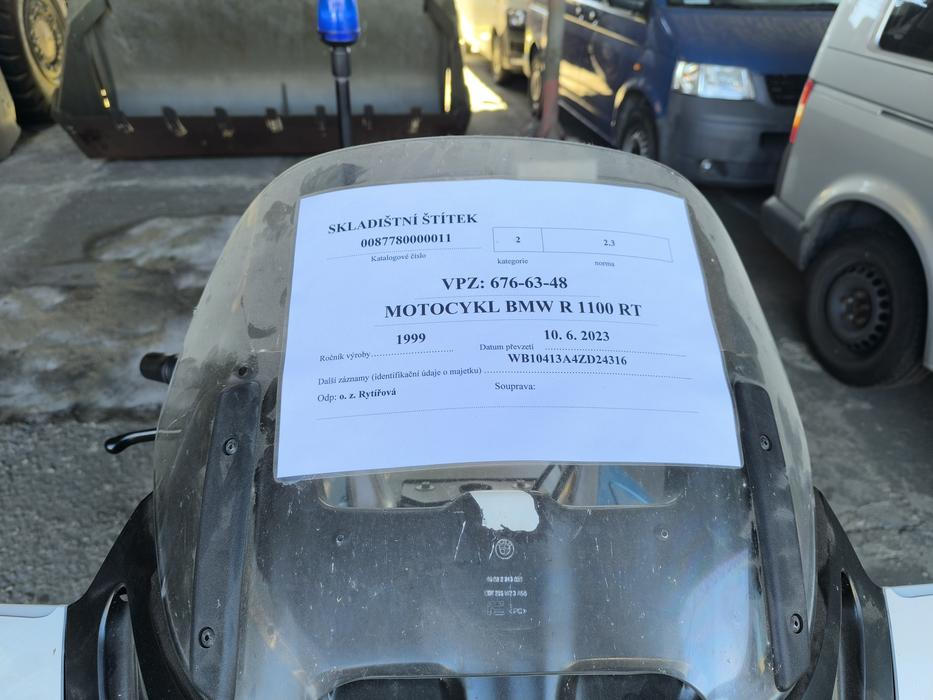 SKLADIŠTNÍ ŠTÍTEK
0087780000011
Katalogové číslo
2 2,3
kategorie norma
VPZ: 676-63-48
MOTOCYKL BMW R 1100 RT
Ročník výroby 1999 Datum převzetí 10. 6. 2023
Další záznamy (identifikační údaje o majetku) WB10413A4ZD24316
Odp: o. z. Rytířová Souprava:
>PC<